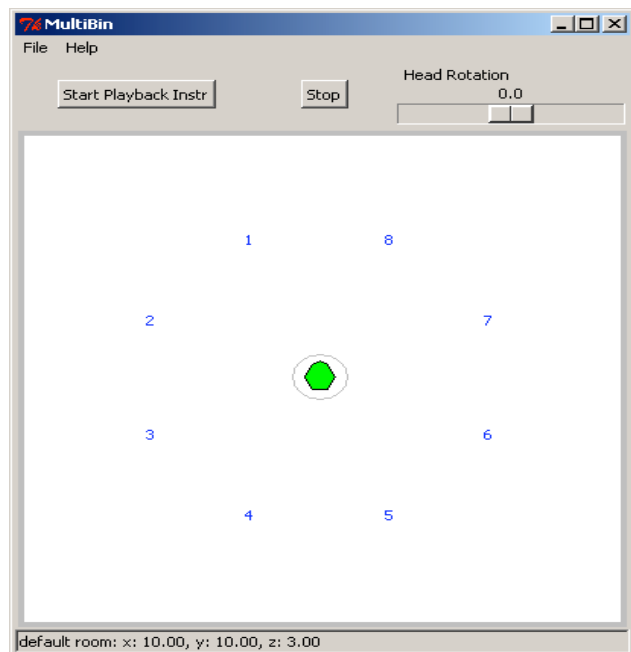 MultiBin
File Help
Head Rotation
Start Playback Instr Stop 0.0
1 8
2 7
3 6
4 5
default room: x: 10.00, y: 10.00, z: 3.00